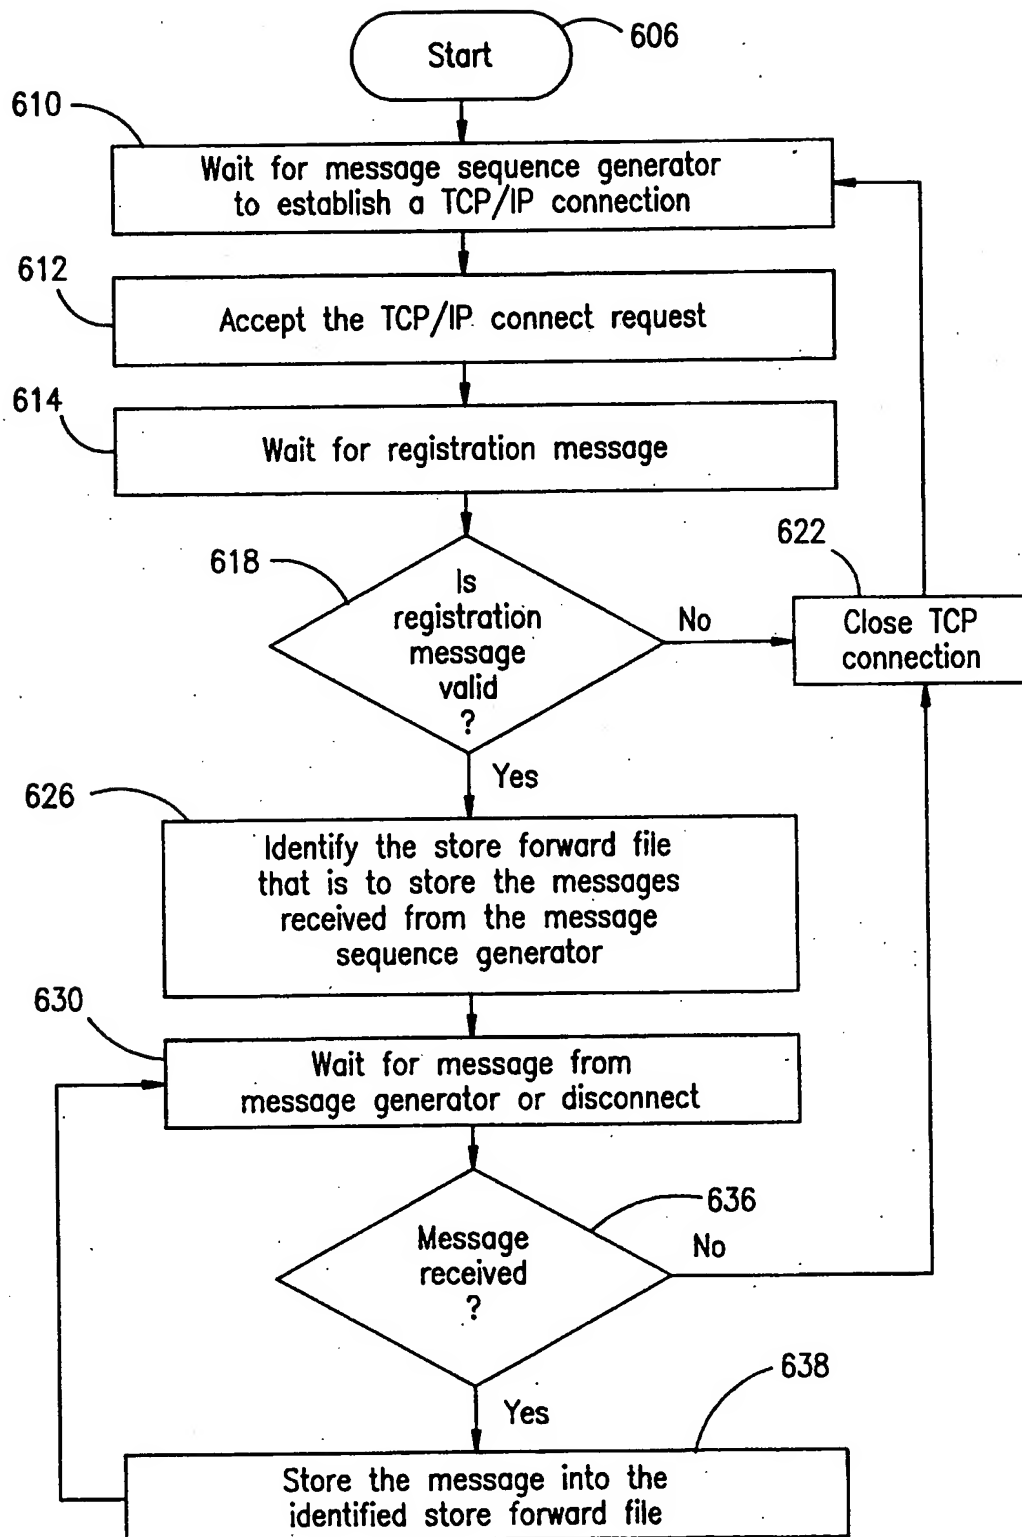 Start
606
610
Wait for message sequence generator
to establish a TCP/IP connection
612
Accept the TCP/IP connect request
614
Wait for registration message
618
Is
registration
message
valid
?
No
622
Close TCP
connection
Yes
626
Identify the store forward file
that is to store the messages
received from the message
sequence generator
630
Wait for message from
message generator or disconnect
636
Message
received
?
No
638
Yes
Store the message into the
identified store forward file